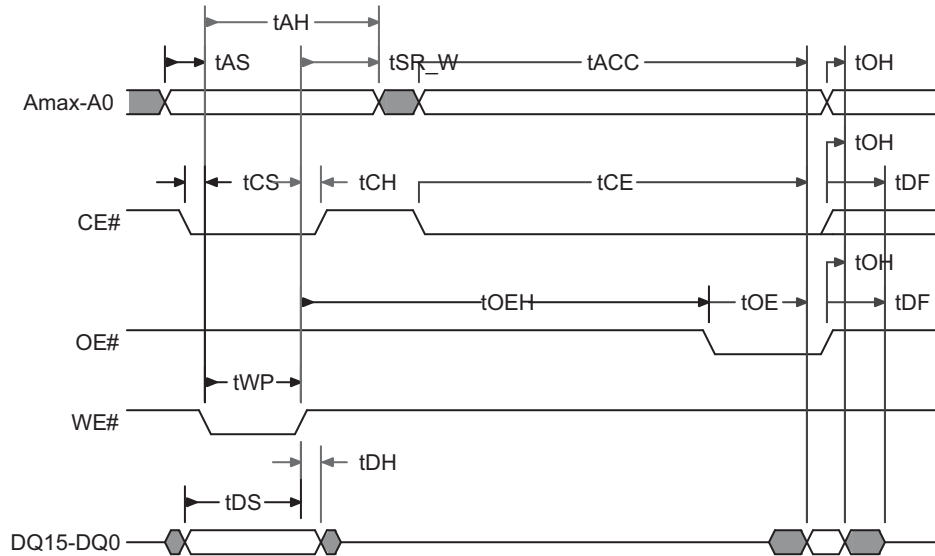 tAH
tAS tSR_W tACC tOH
Amax-A0
tOH
tCS tCH tCE tDF
CE#
tOH
tOEH tOE tDF
OE#
tWP
WE#
tDH
tDS
DQ15-DQ0